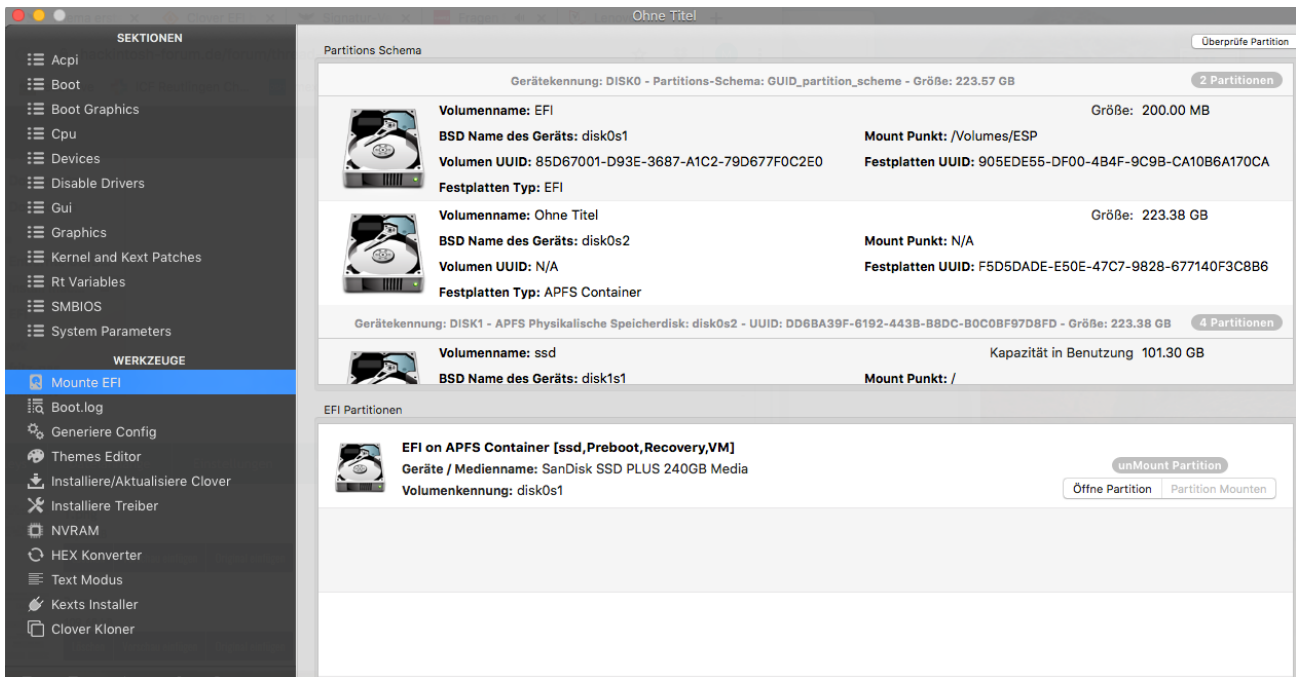 Ohne Titel
SEKTIONEN
Acpi
Boot
Boot Graphics
Cpu
Devices
Disable Drivers
Gui
Graphics
Kernel and Kext Patches
Rt Variables
SMBIOS
System Parameters
WERKZEUGE
Mounte EFI
Boot.log
Generiere Config
Themes Editor
Installiere/Aktualisiere Clover
Installiere Treiber
NVRAM
HEX Konverter
Text Modus
Kexts Installer
Clover Kloner
Partitions Schema
Überprüfe Partition
Gerätekennung: DISK0 - Partitions-Schema: GUID_partition_scheme - Größe: 223.57 GB 2 Partitionen
Volumenname: EFI Größe: 200.00 MB
BSD Name des Geräts: disk0s1 Mount Punkt: /Volumes/ESP
Volumen UUID: 85D67001-D93E-3687-A1C2-79D677F0C2E0 Festplatten UUID: 905EDE55-DF00-4B4F-9C9B-CA10B6A170CA
Festplatten Typ: EFI
Volumenname: Ohne Titel Größe: 223.38 GB
BSD Name des Geräts: disk0s2 Mount Punkt: N/A
Volumen UUID: N/A Festplatten UUID: F5D5DADE-E50E-47C7-9828-677140F3C8B6
Festplatten Typ: APFS Container
Gerätekennung: DISK1 - APFS Physikalische Speicherdisk: disk0s2 - UUID: DD6BA39F-6192-443B-B8DC-B0C0BF97D8FD - Größe: 223.38 GB 4 Partitionen
Volumenname: ssd Kapazität in Benutzung 101.30 GB
BSD Name des Geräts: disk1s1 Mount Punkt: /
EFI Partitionen
EFI on APFS Container [ssd,Preboot,Recovery,VM]
Geräte / Medienname: SanDisk SSD PLUS 240GB Media unMount Partition
Volumenkennung: disk0s1 Öffne Partition Partition Mounten